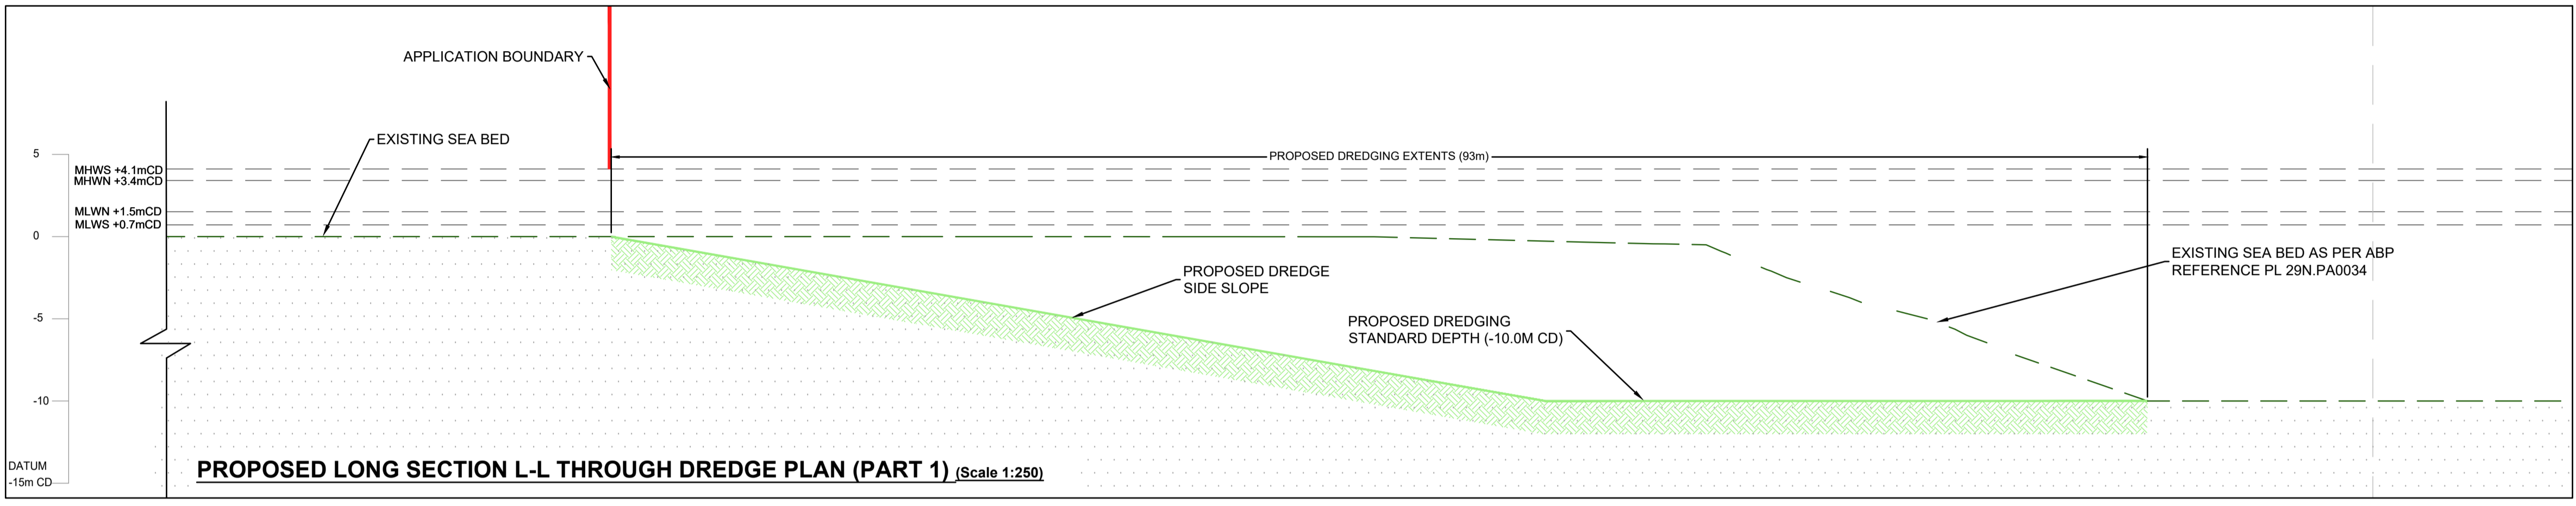 APPLICATION BOUNDARY
EXISTING SEA BED
5
PROPOSED DREDGING EXTENTS (93m)
MHWS +4.1mCD
MHWN +3.4mCD
MLWN +1.5mCD
MLWS +0.7mCD
0
EXISTING SEA BED AS PER ABP
REFERENCE PL 29N.PA0034
PROPOSED DREDGE
SIDE SLOPE
-5
PROPOSED DREDGING
STANDARD DEPTH (-10.0M CD)
-10
DATUM
-15m CD
PROPOSED LONG SECTION L-L THROUGH DREDGE PLAN (PART 1) (Scale 1:250)